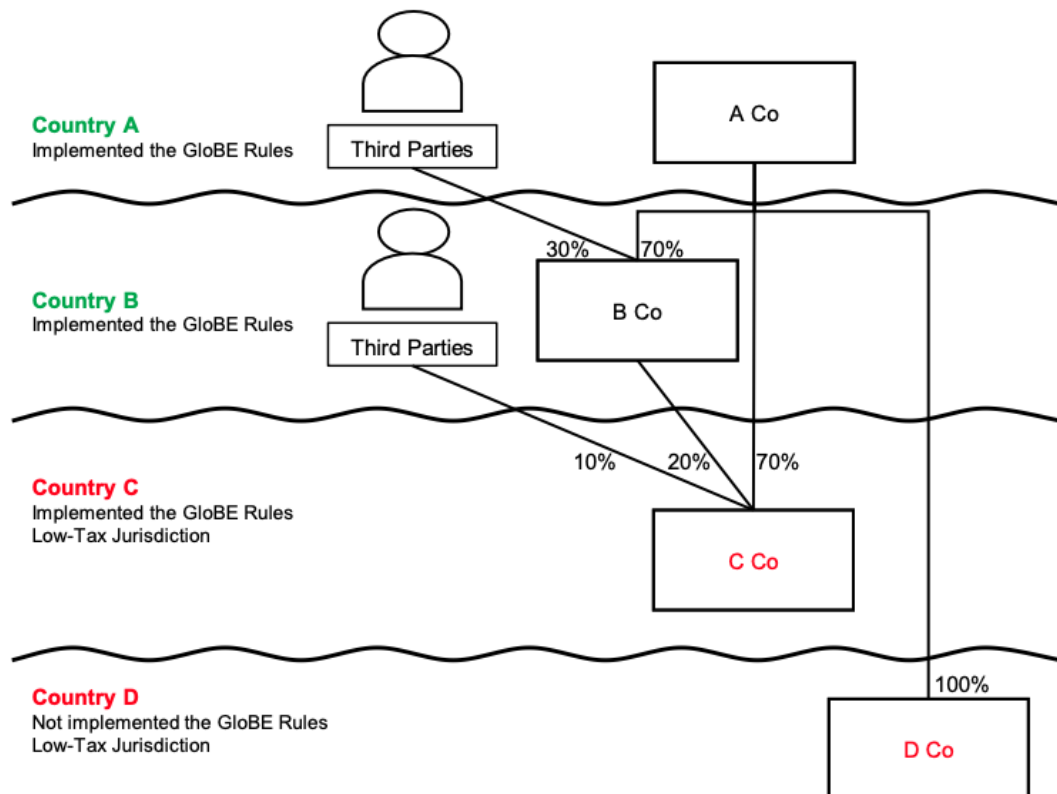 A Co
Country A
Implemented the GloBE Rules
Third Parties
30%
70%
Country B
Implemented the GloBE Rules
B Co
Third Parties
10%
20%
70%
Country C
Implemented the GloBE Rules
Low-Tax Jurisdiction
C Co
100%
Country D
Not implemented the GloBE Rules
Low-Tax Jurisdiction
D Co